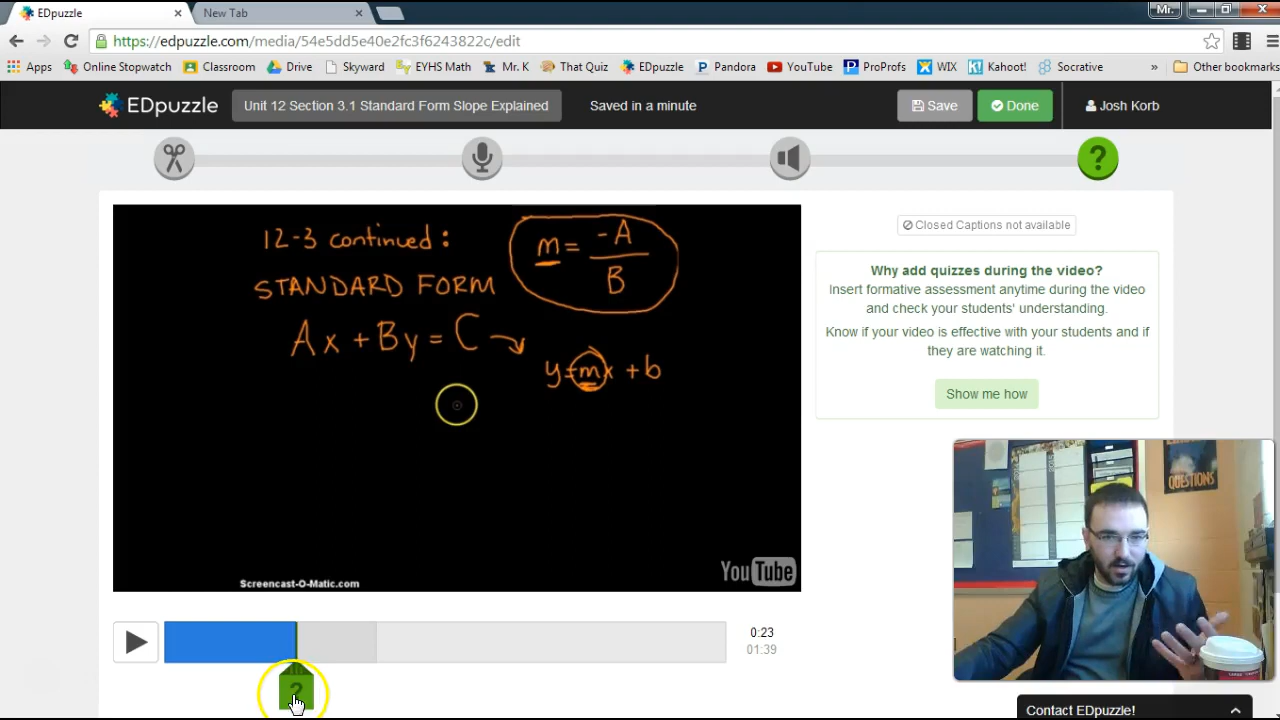 EDpuzzle
New Tab
Mr.
https://edpuzzle.com/media/54e5dd5e40e2fc3f6243822c/edit
Apps
Online Stopwatch
Classroom
Drive
Skyward
EYHS Math
Mr. K
That Quiz
EDpuzzle
Pandora
YouTube
ProProfs
WIX
Kahoot!
Socrative
»
Other bookmarks
EDpuzzle
Unit 12 Section 3.1 Standard Form Slope Explained
Saved in a minute
Save
Done
Josh Korb
?
12-3 continued:
STANDARD FORM
m = -A/B
Ax + By = C
y=mx + b
Screencast-O-Matic.com
YouTube
Closed Captions not available
Why add quizzes during the video?
Insert formative assessment anytime during the video
and check your students' understanding.
Know if your video is effective with your students and if
they are watching it.
Show me how
QUESTIONS
0:23
01:39
?
Contact EDpuzzle!